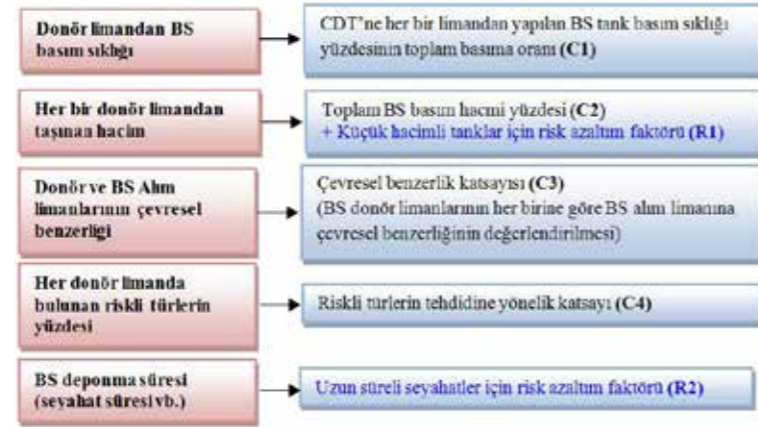 Donör limandan BS
basım sıklığı
CDT'ne her bir limandan yapılan BS tank basım sıklığı
yüzdesinin toplam basıma oranı (C1)
Her bir donör limandan
taşınan hacim
Toplam BS basım hacmi yüzdesi (C2)
+ Küçük hacimli tanklar için risk azaltım faktörü (R1)
Donör ve BS Alım
limanlarının çevresel
benzerliği
Çevresel benzerlik katsayısı (C3)
(BS donör limanlarının her birine göre BS alım limanına
çevresel benzerliğinin değerlendirilmesi)
Her donör limanda
bulunan riskli türlerin
yüzdesi
Riskli türlerin tehdidine yönelik katsayı (C4)
BS deponma süresi
(seyahat süresi vb.)
Uzun süreli seyahatler için risk azaltım faktörü (R2)